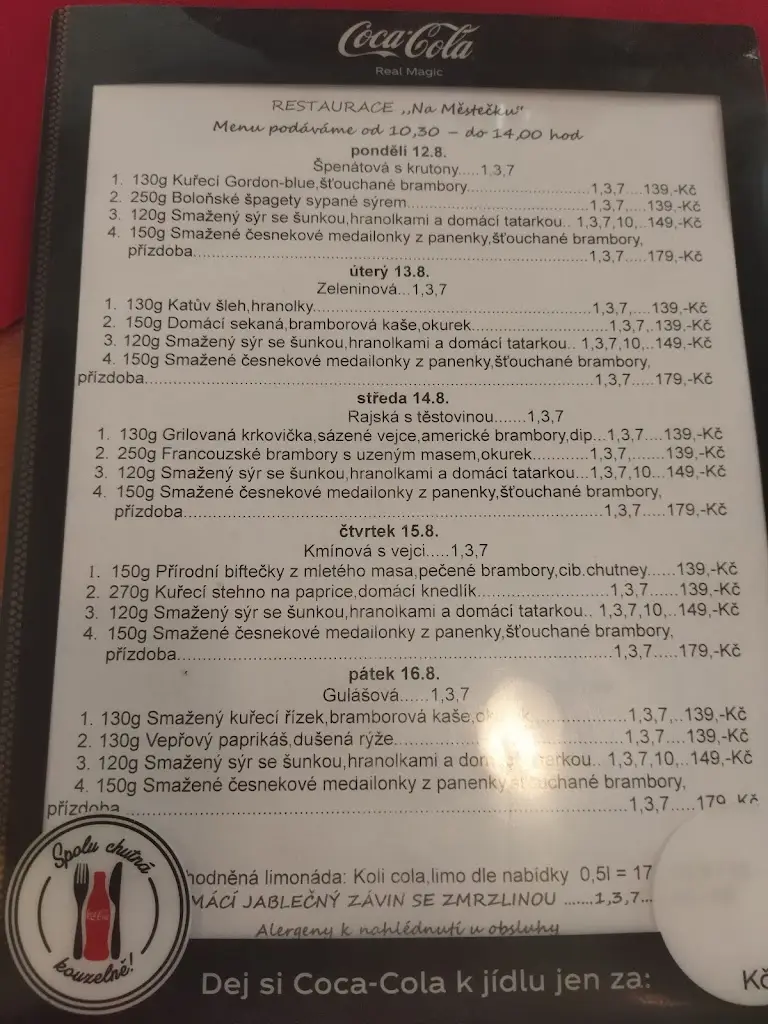 Coca-Cola
Real Magic
RESTAURACE ,,Na Městečku"
Menu podáváme od 10,30 – do 14,00 hod
pondělí 12.8.
Špenátová s krutony.....1,3,7
1. 130g Kuřecí Gordon-blue,šťouchané brambory..............................1,3,7....139,-Kč
2. 250g Boloňské špagety sypané sýrem.......................................1,3,7....139,-Kč
3. 120g Smažený sýr se šunkou,hranolkami a domácí tatarkou.. 1,3,7,10,..149,-Kč
4. 150g Smažené česnekové medailonky z panenky,šťouchané brambory,
přízdoba....................................................................................1,3,7.....179,-Kč
úterý 13.8.
Zeleninová...1,3,7
1. 130g Katův šleh,hranolky..........................................................1,3,7,....139,-Kč
2. 150g Domácí sekaná,bramborová kaše,okurek............................1,3,7,..139,-Kč
3. 120g Smažený sýr se šunkou,hranolkami a domácí tatarkou.. 1,3,7,10,..149,-Kč
4. 150g Smažené česnekové medailonky z panenky,šťouchané brambory,
přízdoba..........................................................................................1,3,7.....179,-Kč
středa 14.8.
Rajská s těstovinou.......1,3,7
1. 130g Grilovaná krkovička,sázené vejce,americké brambory,dip...1,3,7....139,-Kč
2. 250g Francouzské brambory s uzeným masem,okurek.............1,3,7,......139,-Kč
3. 120g Smažený sýr se šunkou,hranolkami a domácí tatarkou...1,3,7,10...149,-Kč
4. 150g Smažené česnekové medailonky z panenky,šťouchané brambory,
přízdoba....................................................................................1,3,7.....179,-Kč
čtvrtek 15.8.
Kmínová s vejci.....1,3,7
1. 150g Přírodní biftečky z mletého masa,pečené brambory,cib.chutney......139,-Kč
2. 270g Kuřecí stehno na paprice,domácí knedlík...........................1,3,7......139,-Kč
3. 120g Smažený sýr se šunkou,hranolkami a domácí tatarkou.. 1,3,7,10,..149,-Kč
4. 150g Smažené česnekové medailonky z panenky,šťouchané brambory,
přízdoba....................................................................................1,3,7.....179,-Kč
pátek 16.8.
Gulášová......1,3,7
1. 130g Smažený kuřecí řízek,bramborová kaše,.....................1,3,7,..139,-Kč
2. 130g Vepřový paprikáš,dušená rýže........................................1,3,7....139,-Kč
3. 120g Smažený sýr se šunkou,hranolkami a tarkou.. 1,3,7,10,..149,-Kč
4. 150g Smažené česnekové medailonky z panenky brambory,
přízdoba...................................................................................1,3,7.....179 Kč
hodněná limonáda: Koli cola,limo dle nabídky 0,5l = 17
MÁCÍ JABLEČNÝ ZÁVIN SE ZMRZLINOU ......1,3,7...
Alergeny k nahlédnutí u obsluhy
Spolu chutná
Coca-Cola
kouzelně!
Dej si Coca-Cola k jídlu jen za:
Kč